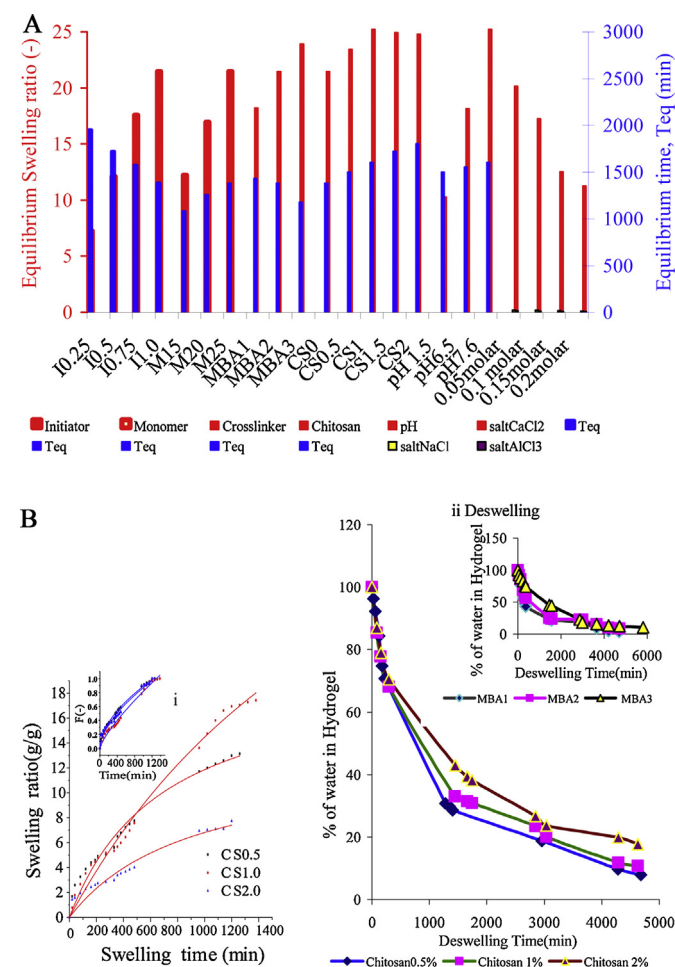 A
Equilibrium Swelling ratio (-)
25
20
15
10
5
0
3000
2500
2000
1500
1000
500
0
Equilibrium time, Teq (min)
I0.25
I0.5
I0.75
I1.0
M15
M20
M25
MBA1
MBA2
MBA3
CS0
CS0.5
CS1
CS1.5
CS2
pH 1.5
pH6.5
pH7.6
0.05molar
0.1 molar
0.15molar
0.2molar
Initiator Monomer Crosslinker Chitosan pH saltCaCl2 Teq
Teq Teq Teq Teq saltNaCl saltAlCl3
B
i
Swelling ratio(g/g)
18
16
14
12
10
8
6
4
2
0
0 200 400 600 800 1000 1200 1400
Swelling time (min)
CS0.5
CS1.0
CS2.0
F(-)
1.0
0.8
0.6
0.4
0.2
0.0
0 400 800 1200
Time(min)
ii Deswelling
% of water in Hydrogel
120
100
80
60
40
20
0
0 1000 2000 3000 4000 5000
Deswelling Time(min)
Chitosan0.5% Chitosan 1% Chitosan 2%
% of water in Hydrogel
150
100
50
0
0 2000 4000 6000
Deswelling Time(min)
MBA1 MBA2 MBA3